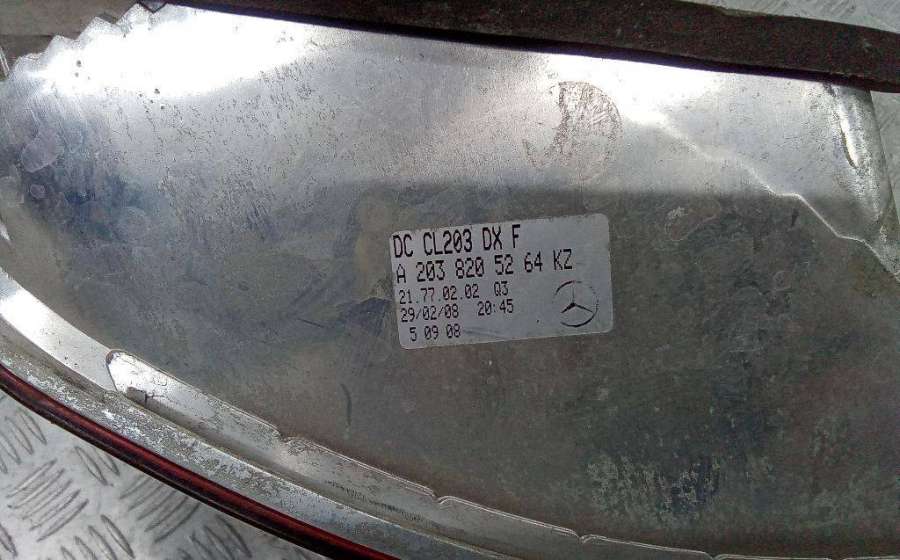 DC CL203 DX F
A 203 820 52 64 KZ
21.77.02.02 Q3
29/02/08 20:45
5 09 08